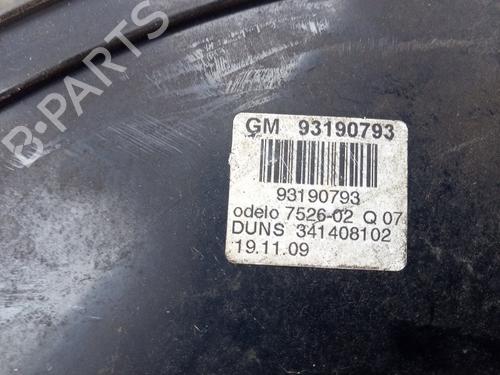 B-PARTS
GM 93190793
93190793
odelo 7526-02 Q 07
DUNS 341408102
19.11.09